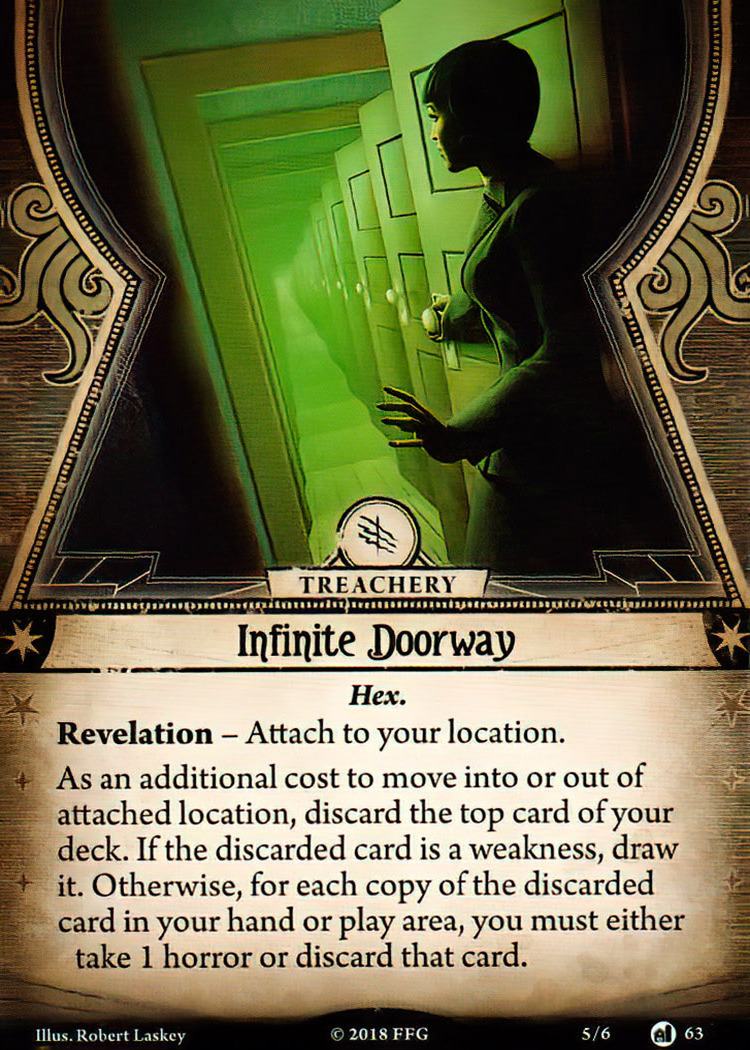 TREACHERY
Infinite Doorway
Hex.
Revelation – Attach to your location.
As an additional cost to move into or out of
attached location, discard the top card of your
deck. If the discarded card is a weakness, draw
it. Otherwise, for each copy of the discarded
card in your hand or play area, you must either
take 1 horror or discard that card.
Illus. Robert Laskey © 2018 FFG 5/6 63